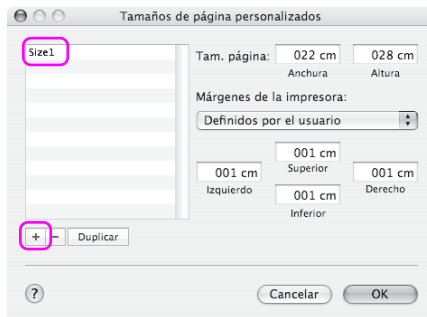 Tamaños de página personalizados
Size1
Tam. página: 022 cm 028 cm
Anchura Altura
Márgenes de la impresora:
Definidos por el usuario
001 cm
Superior
001 cm 001 cm
Izquierdo Derecho
001 cm
Inferior
+ − Duplicar
? Cancelar OK